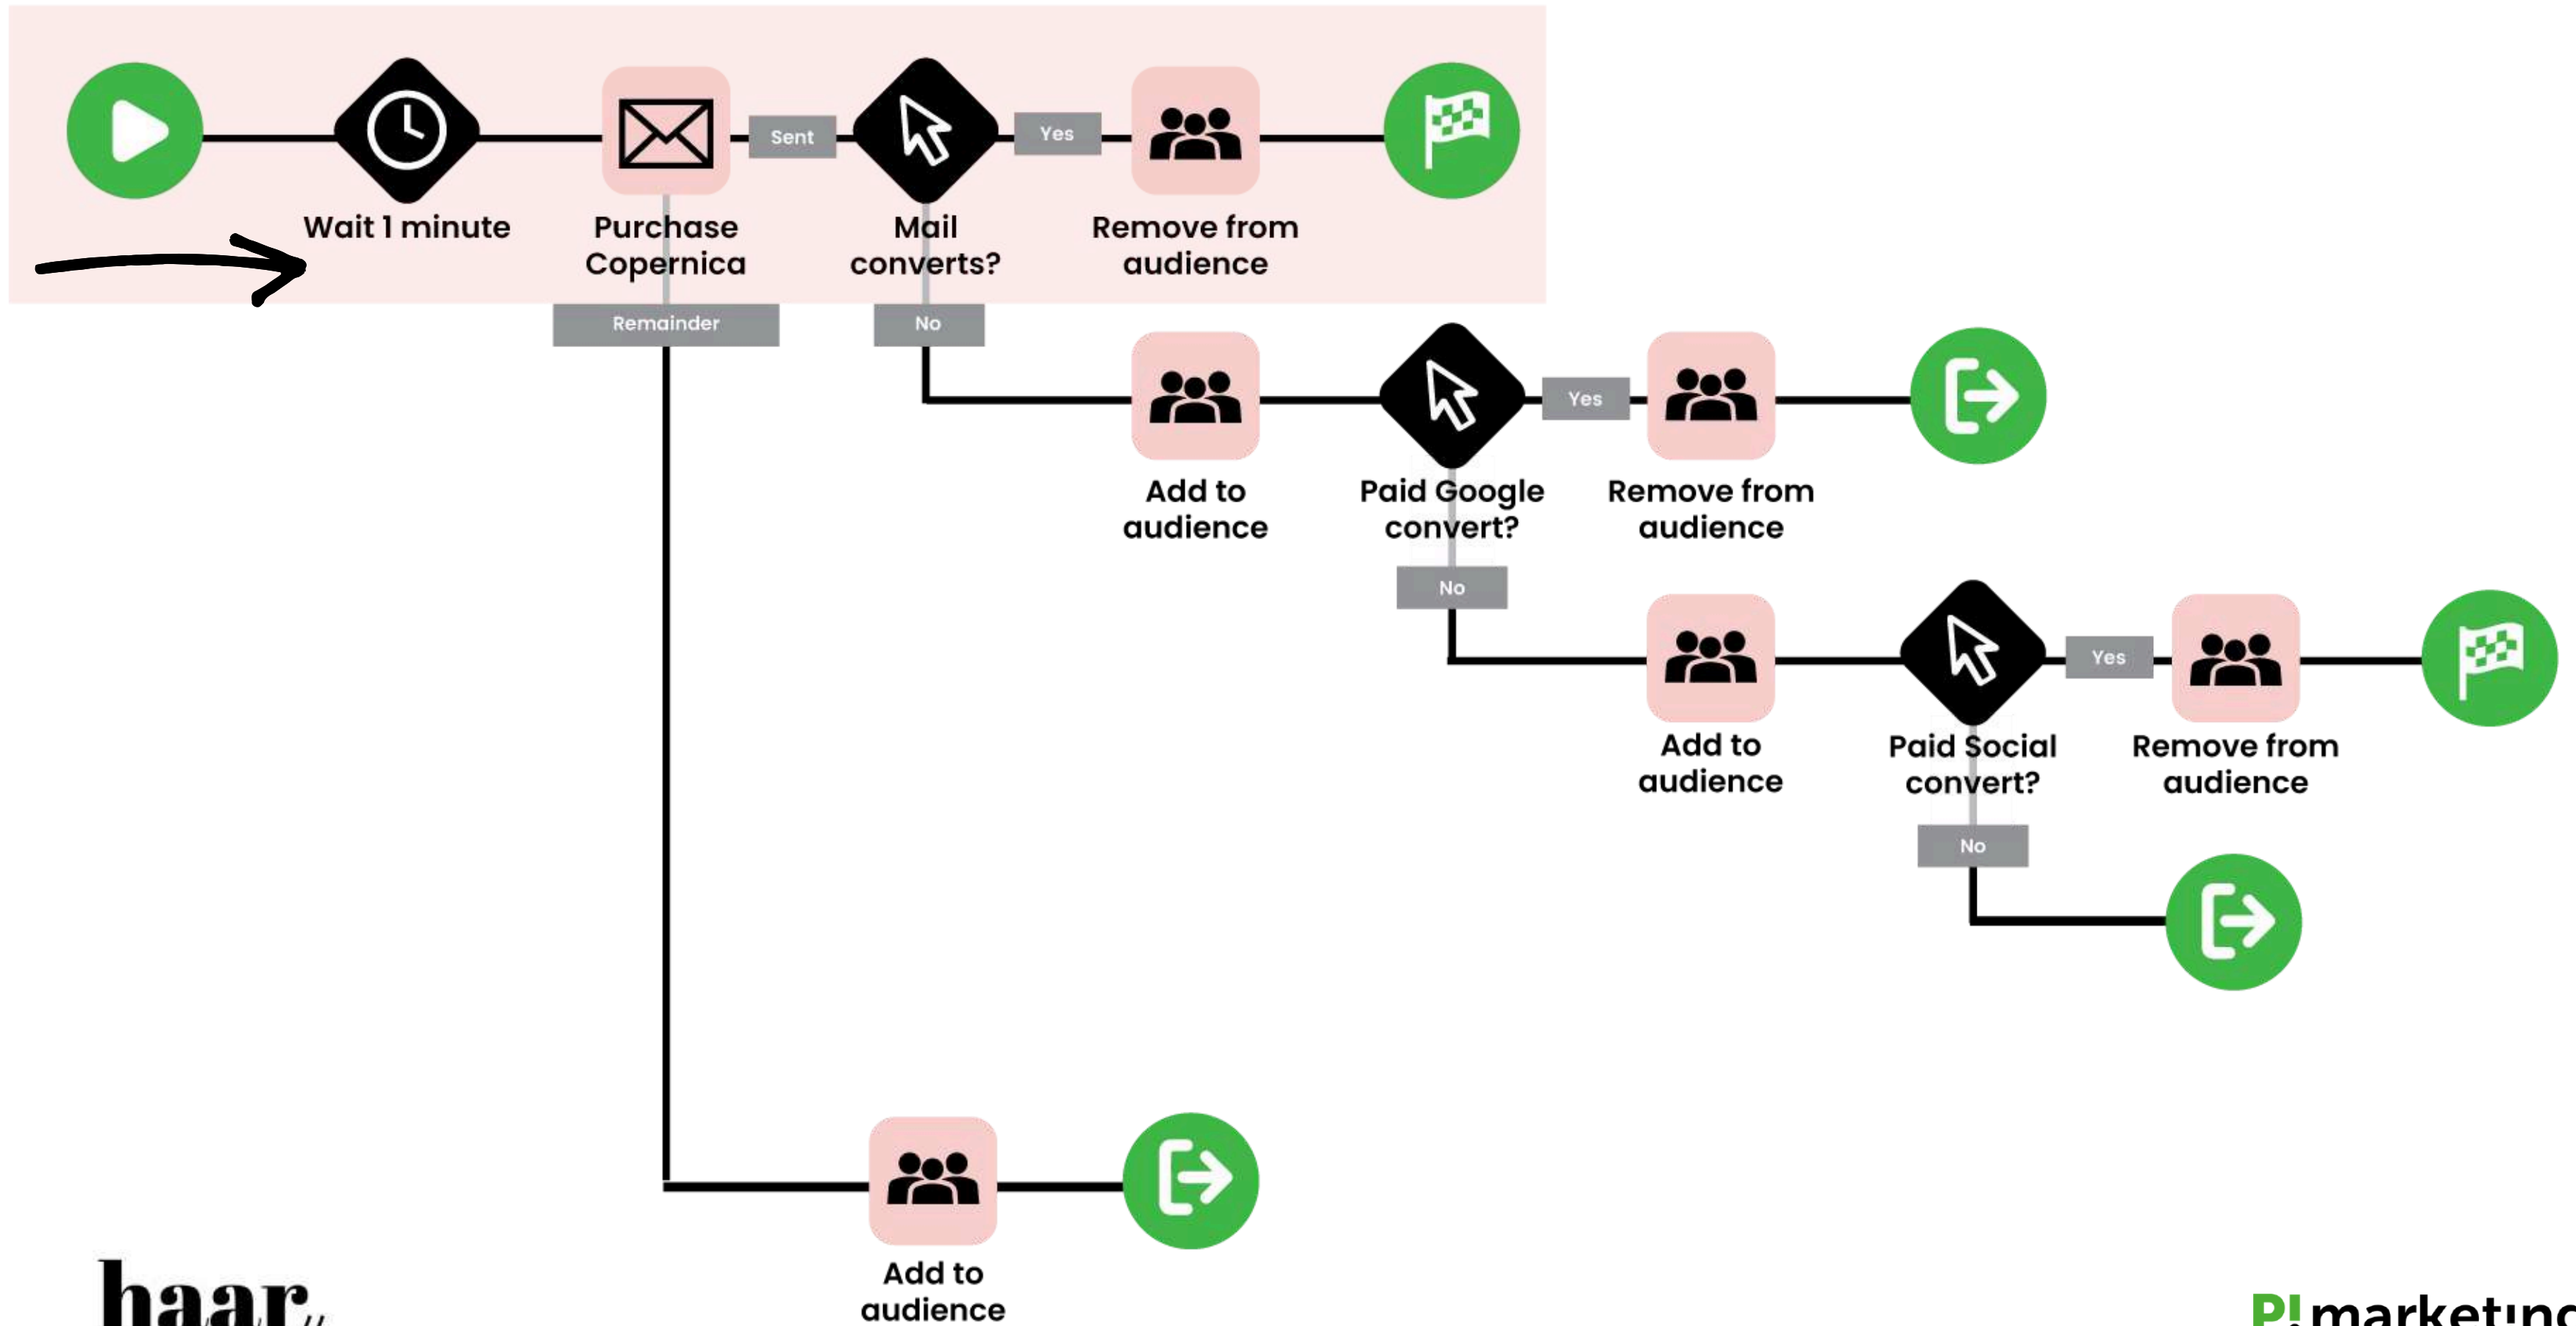 Sent
Yes
Wait 1 minute
Purchase
Copernica
Mail
converts?
Remove from
audience
Remainder
No
Yes
Add to
audience
Paid Google
convert?
Remove from
audience
No
Yes
Add to
audience
Paid Social
convert?
Remove from
audience
No
Add to
audience
haar„
P! market!ng